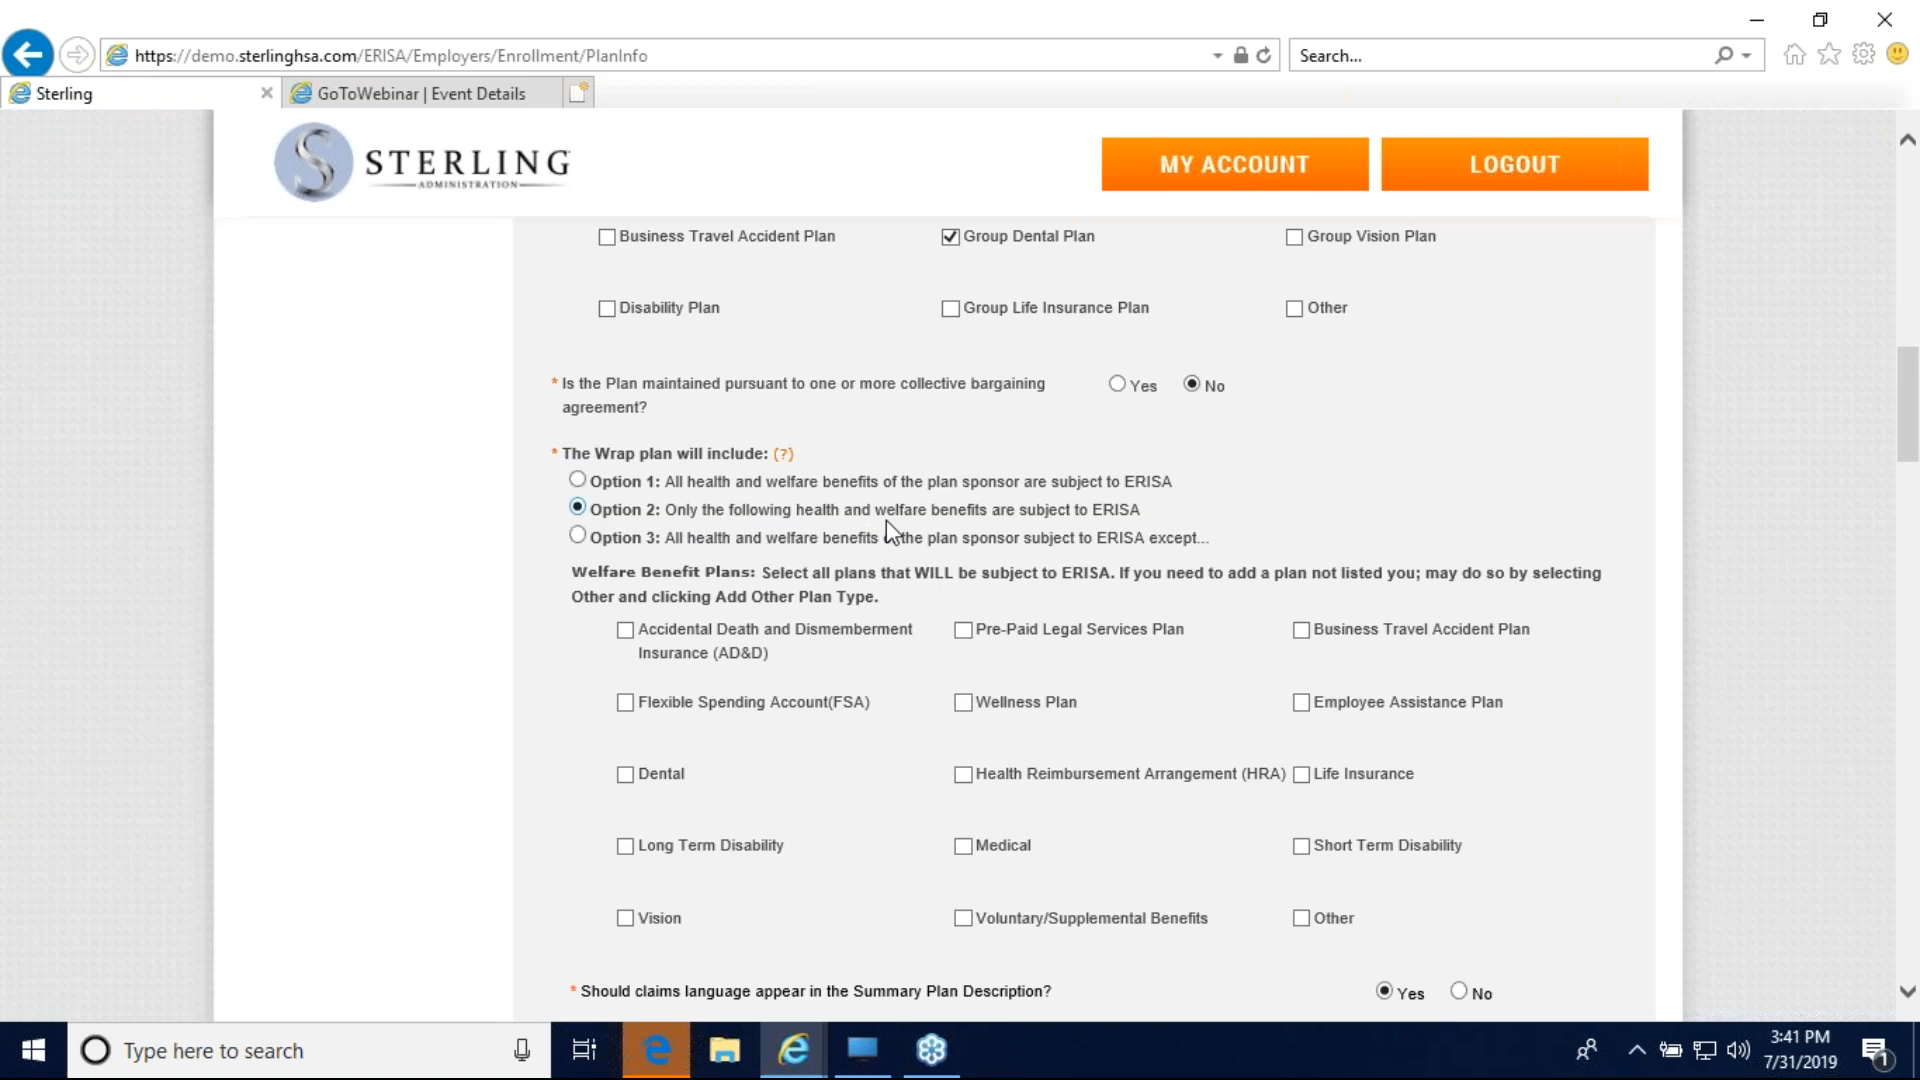 https://demo.sterlinghsa.com/ERISA/Employers/Enrollment/PlanInfo
Search...
Sterling
GoToWebinar | Event Details
STERLING
ADMINISTRATION
MY ACCOUNT
LOGOUT
Business Travel Accident Plan
Group Dental Plan
Group Vision Plan
Disability Plan
Group Life Insurance Plan
Other
* Is the Plan maintained pursuant to one or more collective bargaining
agreement?
Yes
No
* The Wrap plan will include: (?)
Option 1: All health and welfare benefits of the plan sponsor are subject to ERISA
Option 2: Only the following health and welfare benefits are subject to ERISA
Option 3: All health and welfare benefits of the plan sponsor subject to ERISA except...
Welfare Benefit Plans: Select all plans that WILL be subject to ERISA. If you need to add a plan not listed you; may do so by selecting
Other and clicking Add Other Plan Type.
Accidental Death and Dismemberment
Insurance (AD&D)
Pre-Paid Legal Services Plan
Business Travel Accident Plan
Flexible Spending Account(FSA)
Wellness Plan
Employee Assistance Plan
Dental
Health Reimbursement Arrangement (HRA)
Life Insurance
Long Term Disability
Medical
Short Term Disability
Vision
Voluntary/Supplemental Benefits
Other
* Should claims language appear in the Summary Plan Description?
Yes
No
Type here to search
3:41 PM
7/31/2019
1